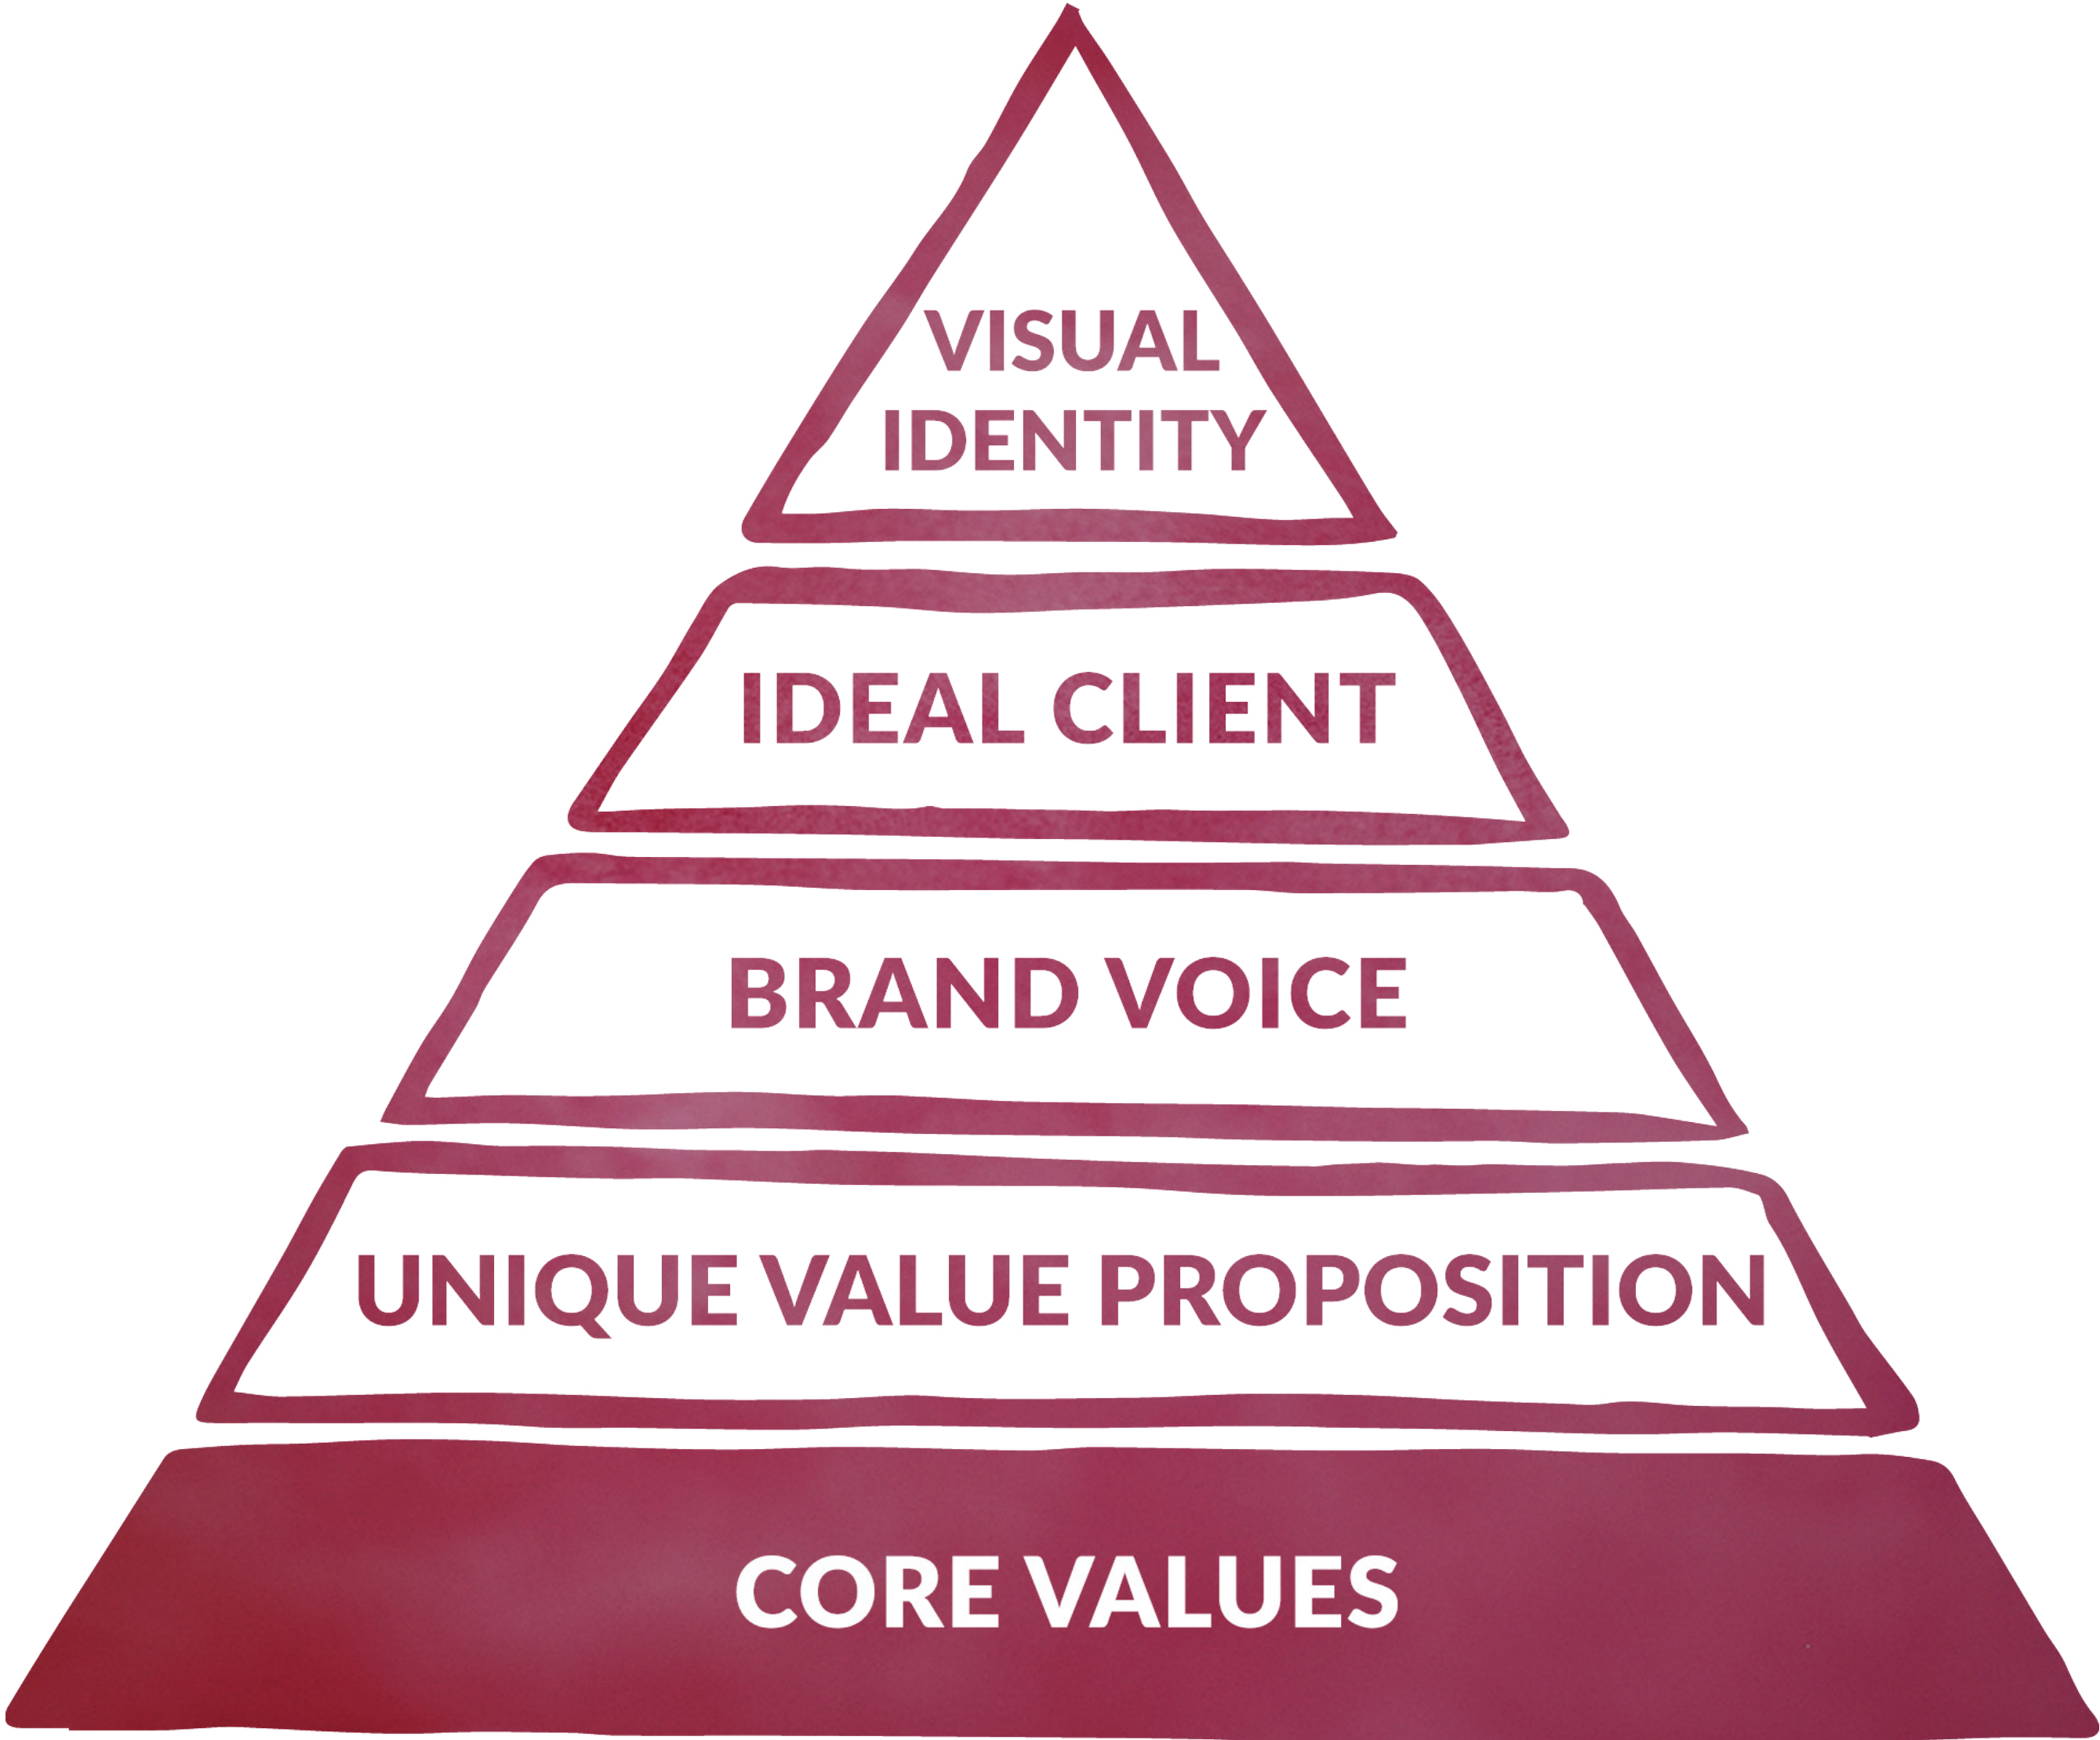 VISUAL
IDENTITY
IDEAL CLIENT
BRAND VOICE
UNIQUE VALUE PROPOSITION
CORE VALUES